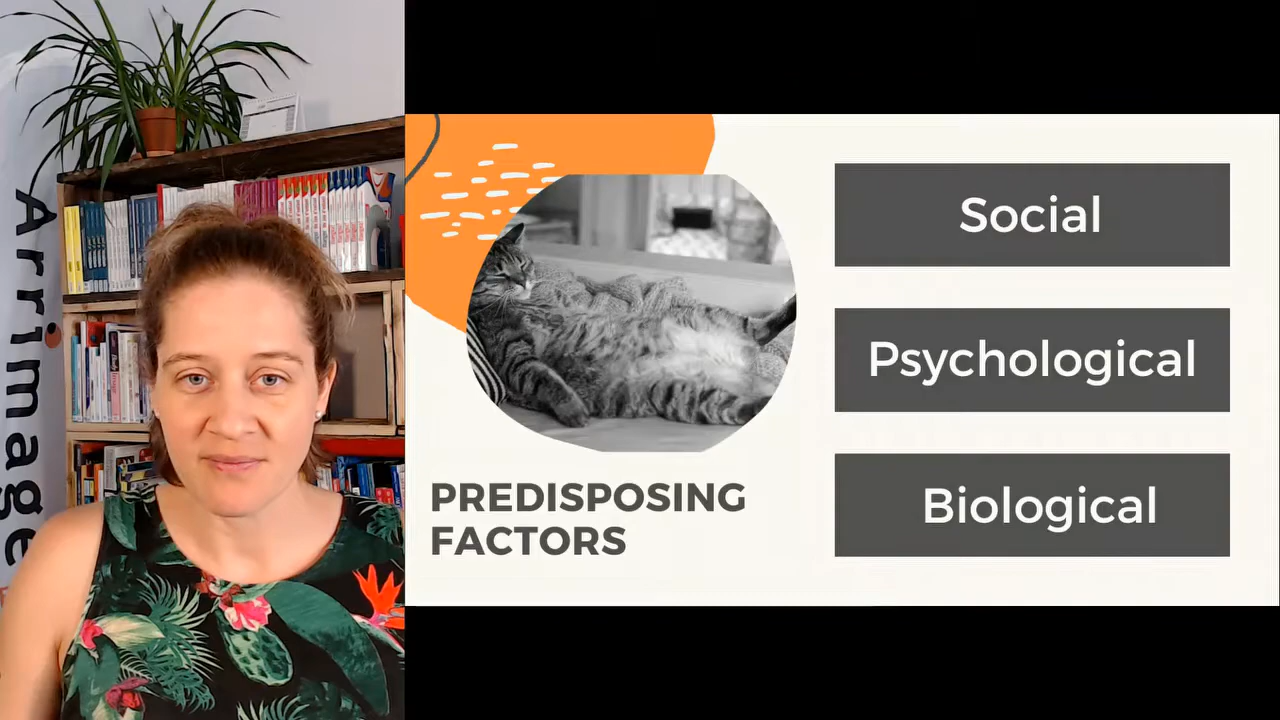 Arrimage
PREDISPOSING
FACTORS
Social
Psychological
Biological